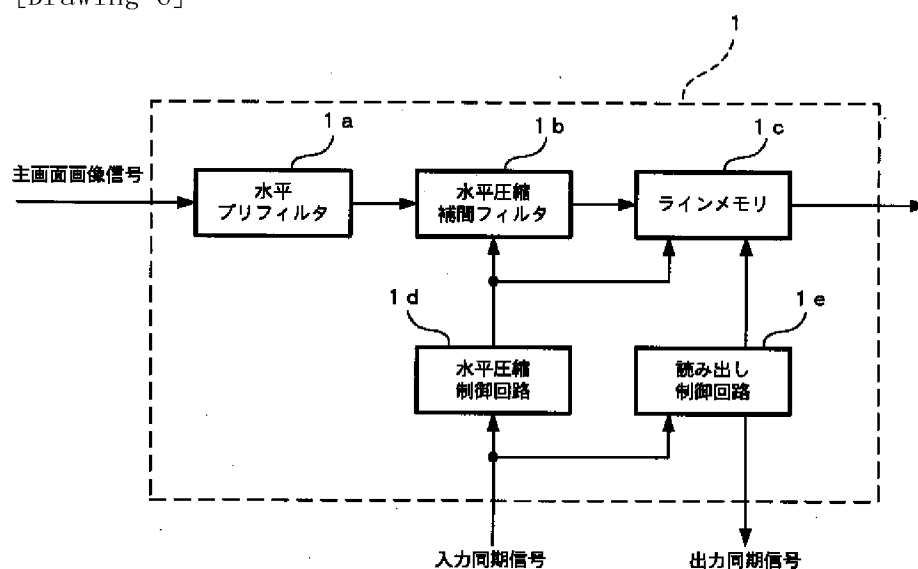 1
1a
1b
1c
主画面画像信号
水平
プリフィルタ
水平圧縮
補間フィルタ
ラインメモリ
1d
1e
水平圧縮
制御回路
読み出し
制御回路
入力同期信号
出力同期信号